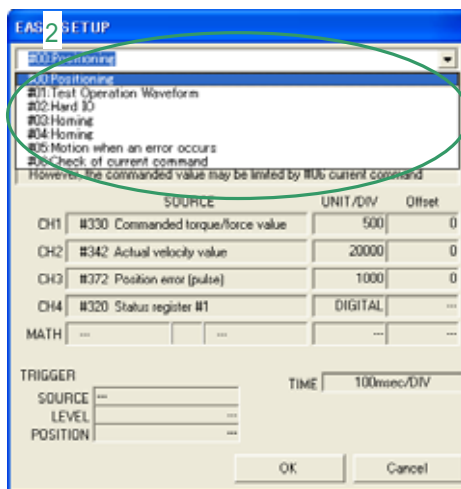 EASY SETUP
2
#00:Positioning
#00:Positioning
#01:Test Operation Waveform
#02:Hard IO
#03:Homing
#04:Homing
#05:Motion when an error occurs
#06:Check of current command
However, the commanded value may be limited by #06 current command
SOURCE UNIT/DIV Offset
CH1 #330 Commanded torque/force value 500 0
CH2 #342 Actual velocity value 20000 0
CH3 #372 Position error (pulse) 1000 0
CH4 #320 Status register #1 DIGITAL ---
MATH --- --- --- ---
TRIGGER
TIME 100msec/DIV
SOURCE ---
LEVEL ---
POSITION ---
OK Cancel